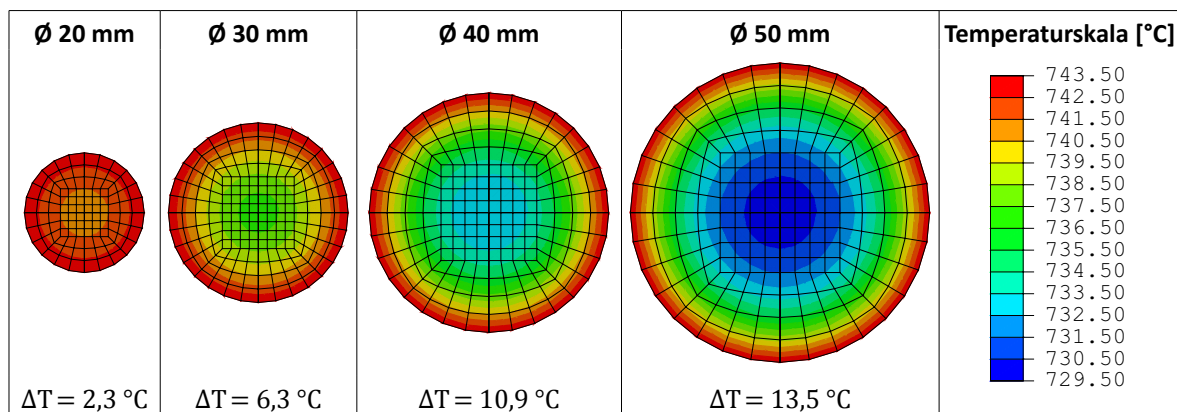 Ø 20 mm
Ø 30 mm
Ø 40 mm
Ø 50 mm
Temperaturskala [°C]
743.50
742.50
741.50
740.50
739.50
738.50
737.50
736.50
735.50
734.50
733.50
732.50
731.50
730.50
729.50
ΔT = 2,3 °C
ΔT = 6,3 °C
ΔT = 10,9 °C
ΔT = 13,5 °C